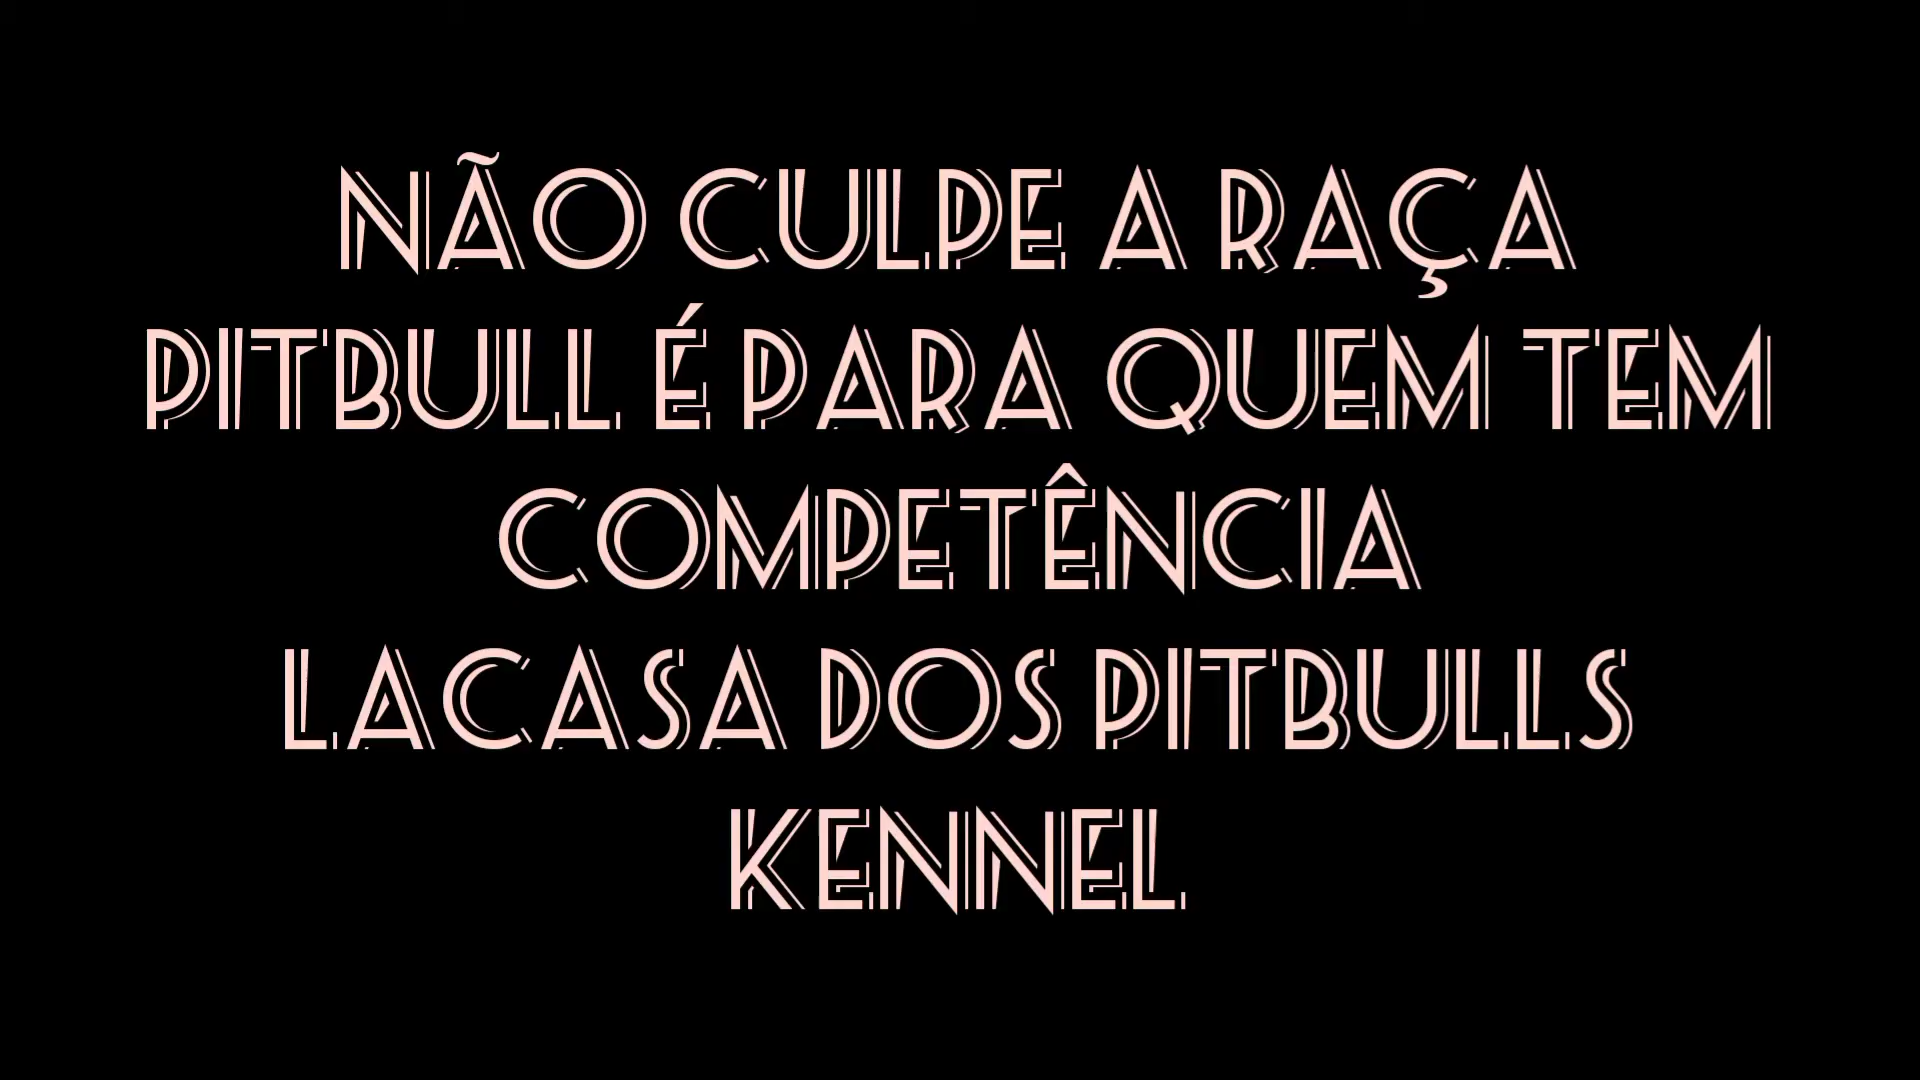 NÃO CULPE A RAÇA
PITBULL É PARA QUEM TEM
COMPETÊNCIA
LACASA DOS PITBULLS
KENNEL